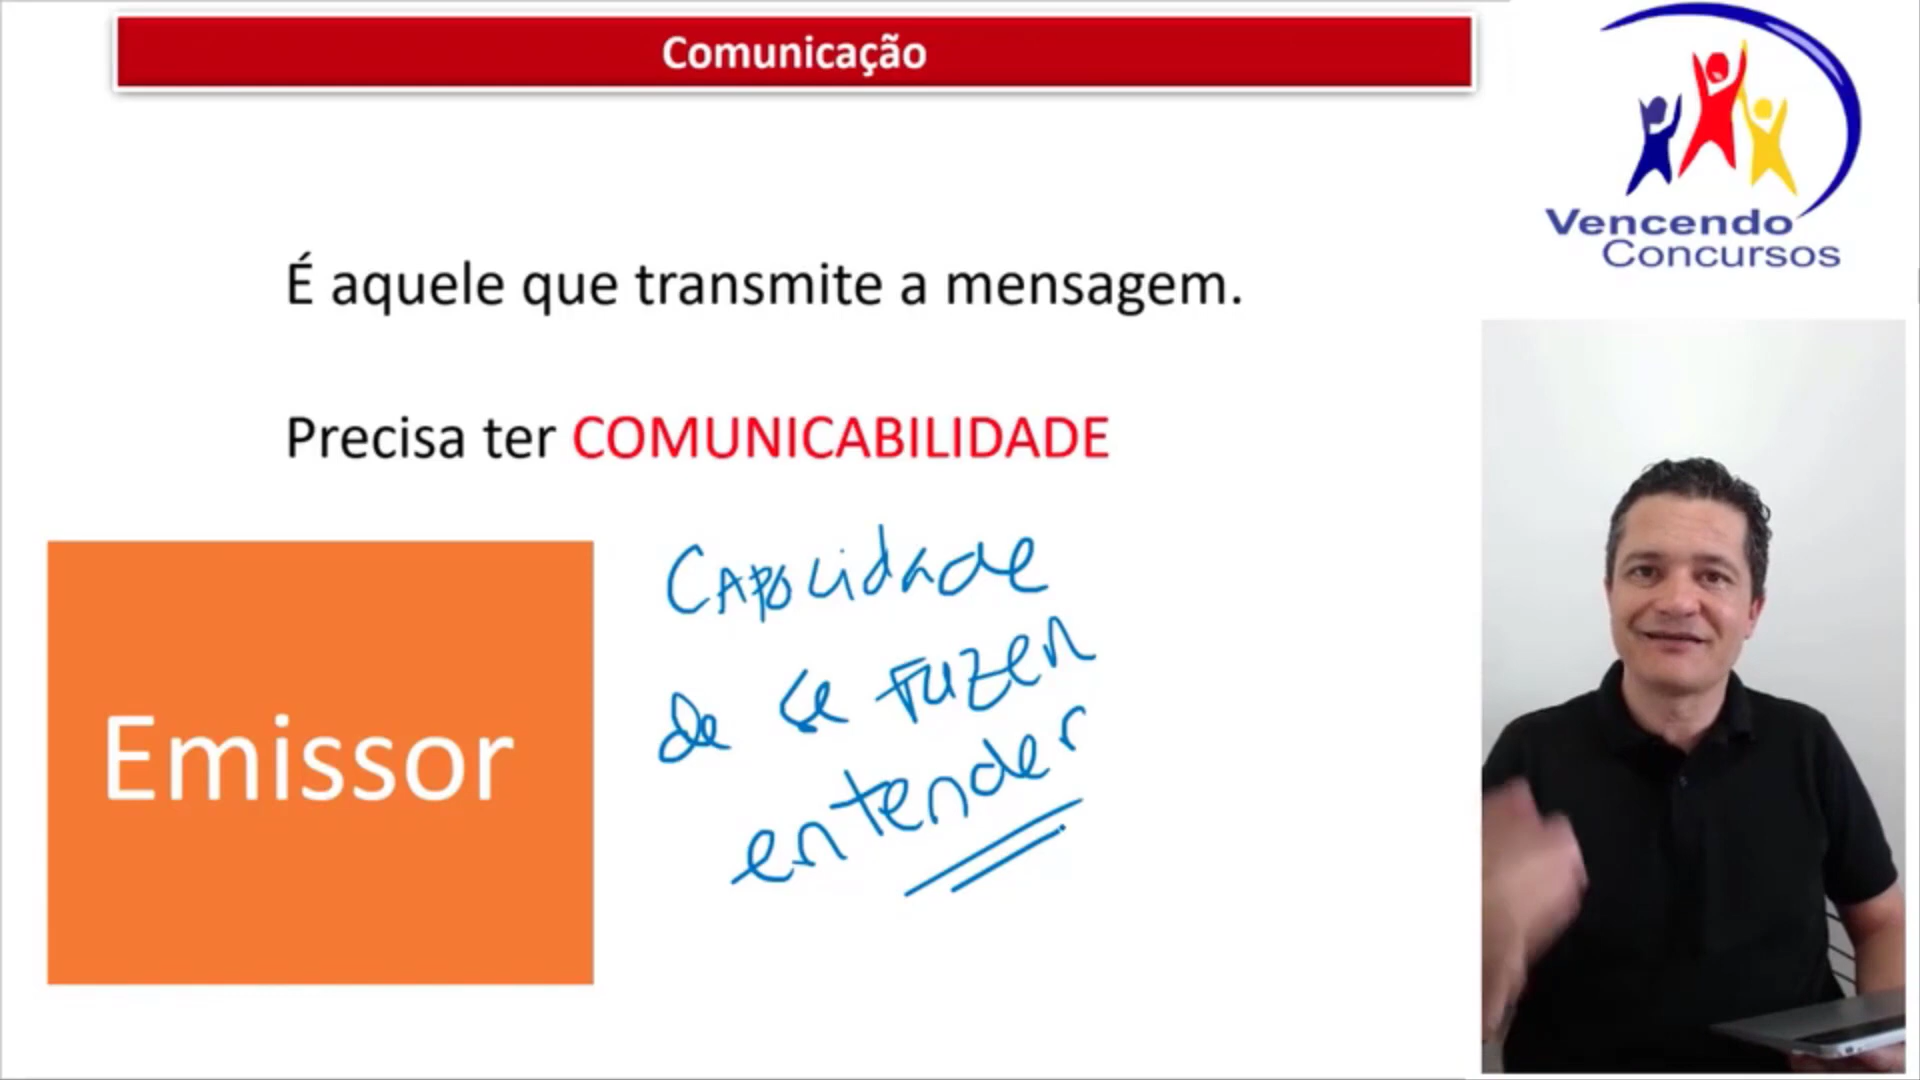 Comunicação
Vencendo
Concursos
É aquele que transmite a mensagem.
Precisa ter COMUNICABILIDADE
Emissor
CAPACidade
de se FAZER
entender